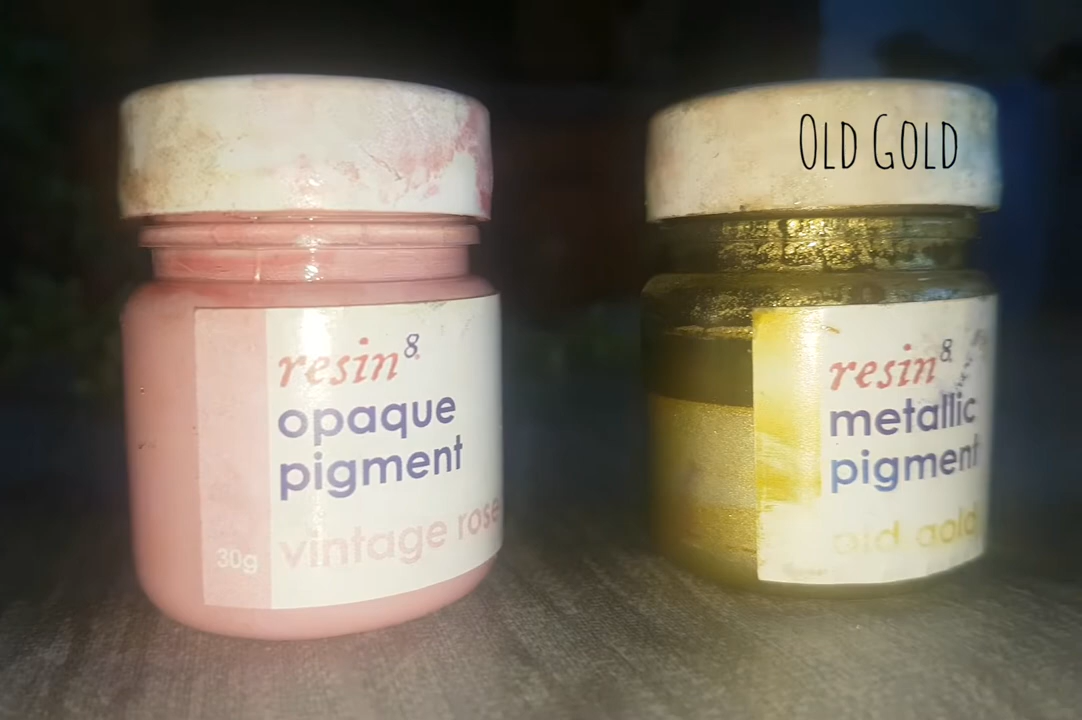 resin8
opaque
pigment
vintage rose
30g
OLD GOLD
resin8
metallic
pigment
old gold